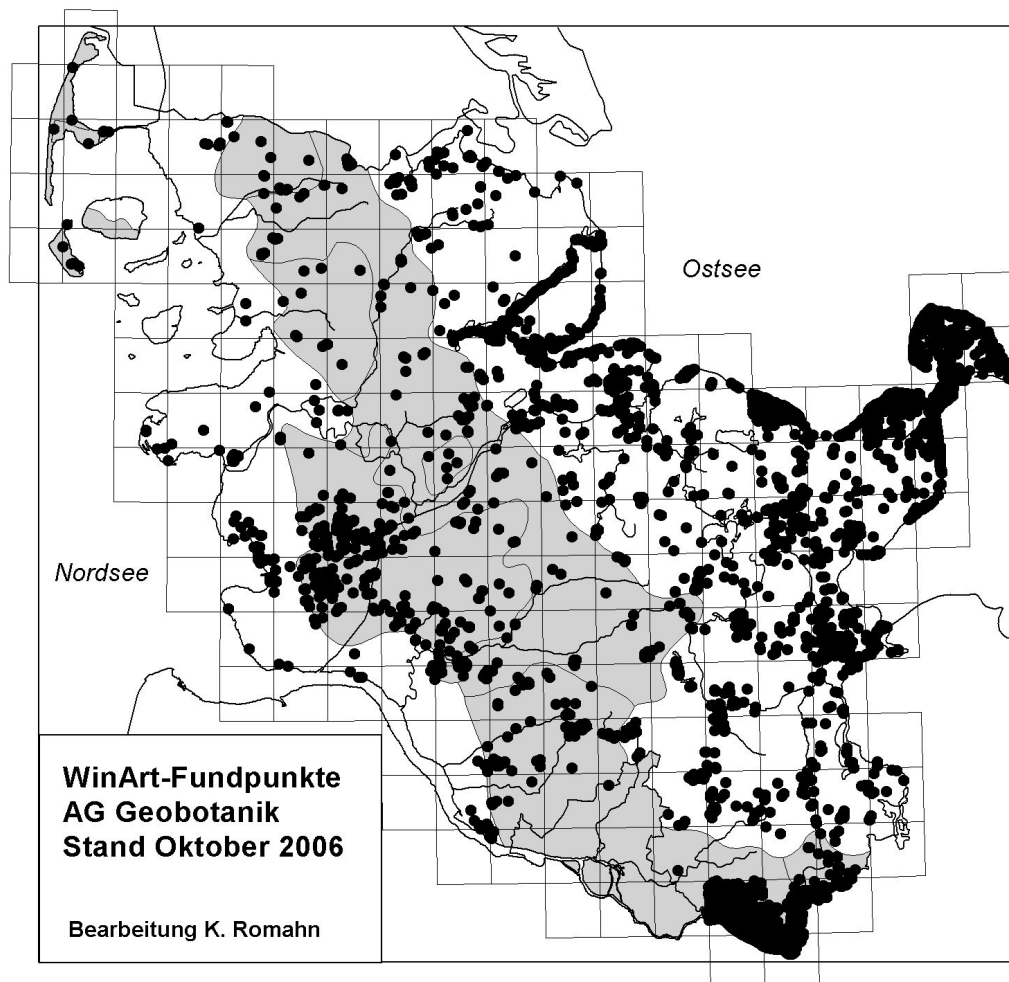 Ostsee
Nordsee
WinArt-Fundpunkte
AG Geobotanik
Stand Oktober 2006
Bearbeitung K. Romahn